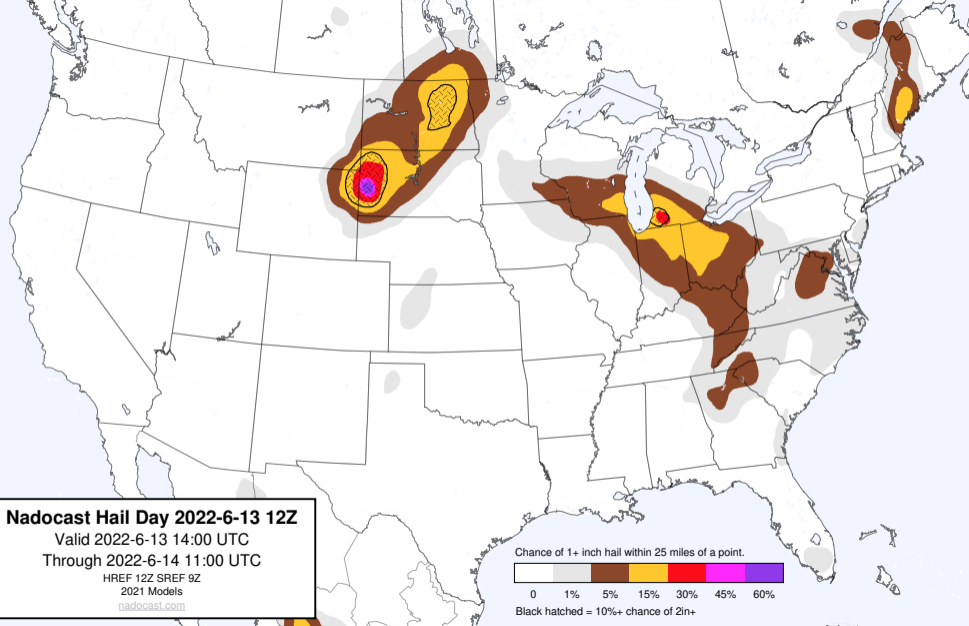 Nadocast Hail Day 2022-6-13 12Z
Valid 2022-6-13 14:00 UTC
Through 2022-6-14 11:00 UTC
HREF 12Z SREF 9Z
2021 Models
nadocast.com
Chance of 1+ inch hail within 25 miles of a point.
0 1% 5% 15% 30% 45% 60%
Black hatched = 10%+ chance of 2in+